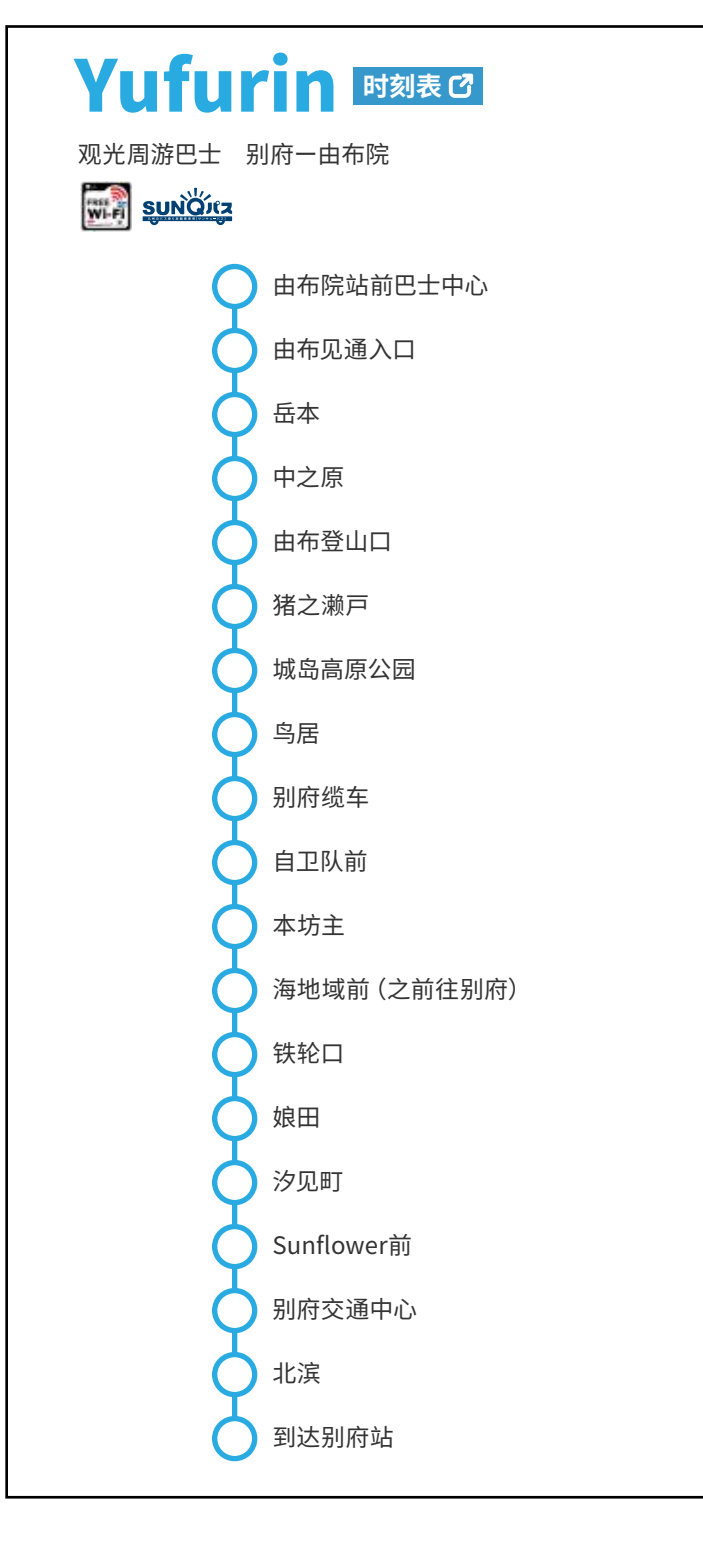 Yufurin 时刻表
观光周游巴士　别府ー由布院
FREE
Wi-Fi
SUNQパス
由布院站前巴士中心
由布见通入口
岳本
中之原
由布登山口
猪之濑戸
城岛高原公园
鸟居
别府缆车
自卫队前
本坊主
海地域前（之前往别府）
铁轮口
娘田
汐见町
Sunflower前
别府交通中心
北滨
到达别府站